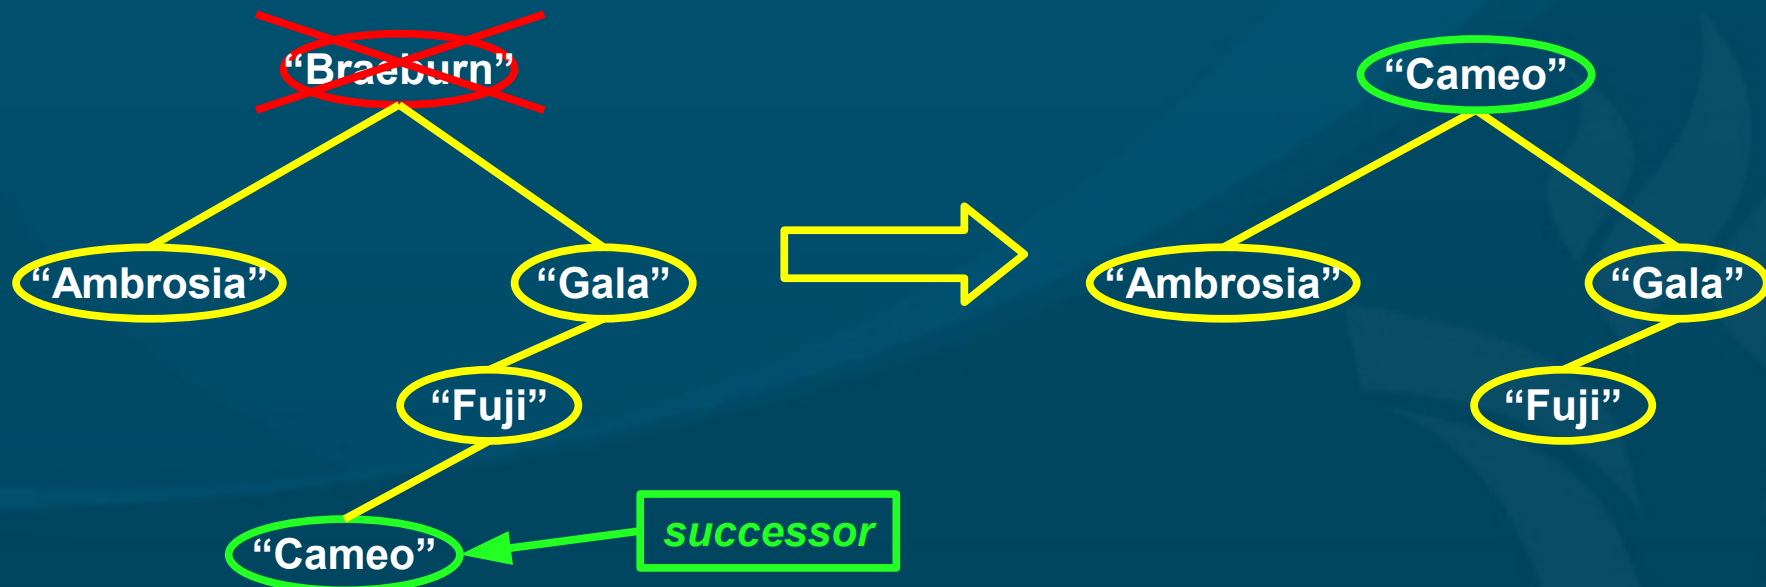 “Braeburn”
“Cameo”
“Ambrosia”
“Gala”
“Ambrosia”
“Gala”
“Fuji”
“Fuji”
successor
“Cameo”